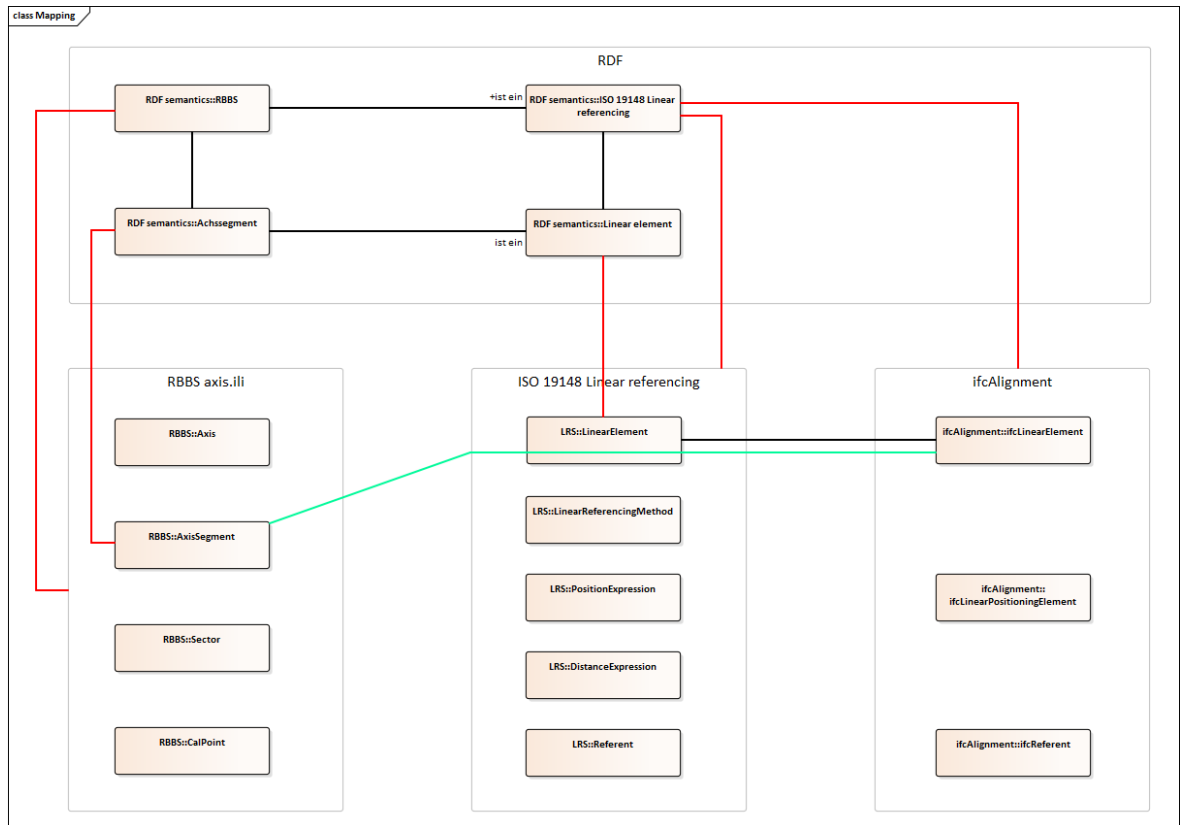 class Mapping
RDF
RDF semantics::RBBS
+ist ein
RDF semantics::ISO 19148 Linear
referencing
RDF semantics::Achssegment
ist ein
RDF semantics::Linear element
RBBS axis.ili
RBBS::Axis
RBBS::AxisSegment
RBBS::Sector
RBBS::CalPoint
ISO 19148 Linear referencing
LRS::LinearElement
LRS::LinearReferencingMethod
LRS::PositionExpression
LRS::DistanceExpression
LRS::Referent
ifcAlignment
ifcAlignment::ifcLinearElement
ifcAlignment::
ifcLinearPositioningElement
ifcAlignment::ifcReferent